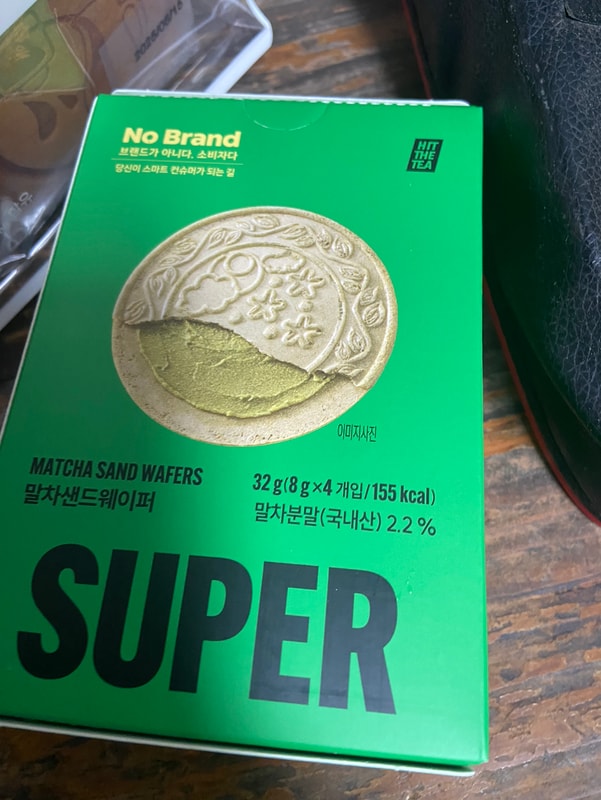 2026/08/16
No Brand
브랜드가 아니다. 소비자다
당신이 스마트 컨슈머가 되는 길
HIT
THE
TEA
이미지사진
MATCHA SAND WAFERS
말차샌드웨이퍼
32 g(8 g×4 개입/155 kcal)
말차분말(국내산) 2.2 %
SUPER